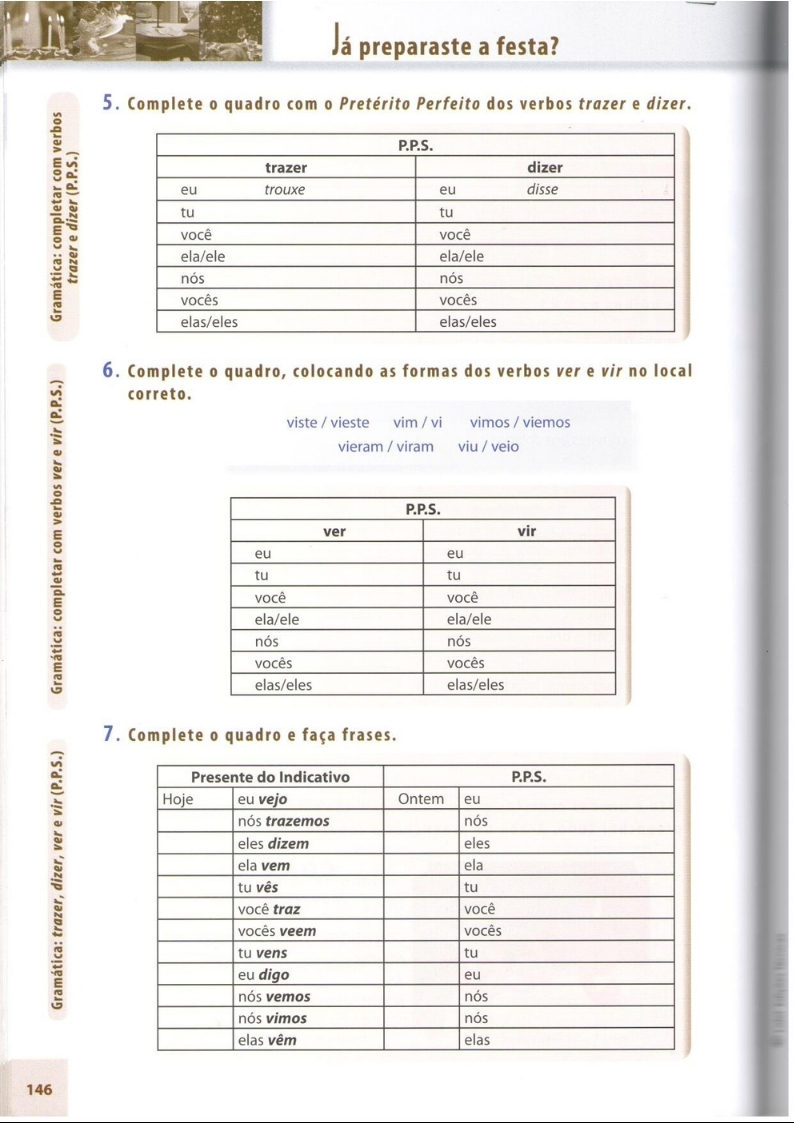 Já preparaste a festa?
Gramática: completar com verbos
trazer e dizer (P.P.S.)
5. Complete o quadro com o Pretérito Perfeito dos verbos trazer e dizer.
P.P.S.
trazer dizer
eu trouxe eu disse
tu tu
você você
ela/ele ela/ele
nós nós
vocês vocês
elas/eles elas/eles
Gramática: completar com verbos ver e vir (P.P.S.)
6. Complete o quadro, colocando as formas dos verbos ver e vir no local
correto.
viste / vieste vim / vi vimos / viemos
vieram / viram viu / veio
P.P.S.
ver vir
eu eu
tu tu
você você
ela/ele ela/ele
nós nós
vocês vocês
elas/eles elas/eles
Gramática: trazer, dizer, ver e vir (P.P.S.)
7. Complete o quadro e faça frases.
Presente do Indicativo P.P.S.
Hoje eu vejo Ontem eu
nós trazemos nós
eles dizem eles
ela vem ela
tu vês tu
você traz você
vocês veem vocês
tu vens tu
eu digo eu
nós vemos nós
nós vimos nós
elas vêm elas
146